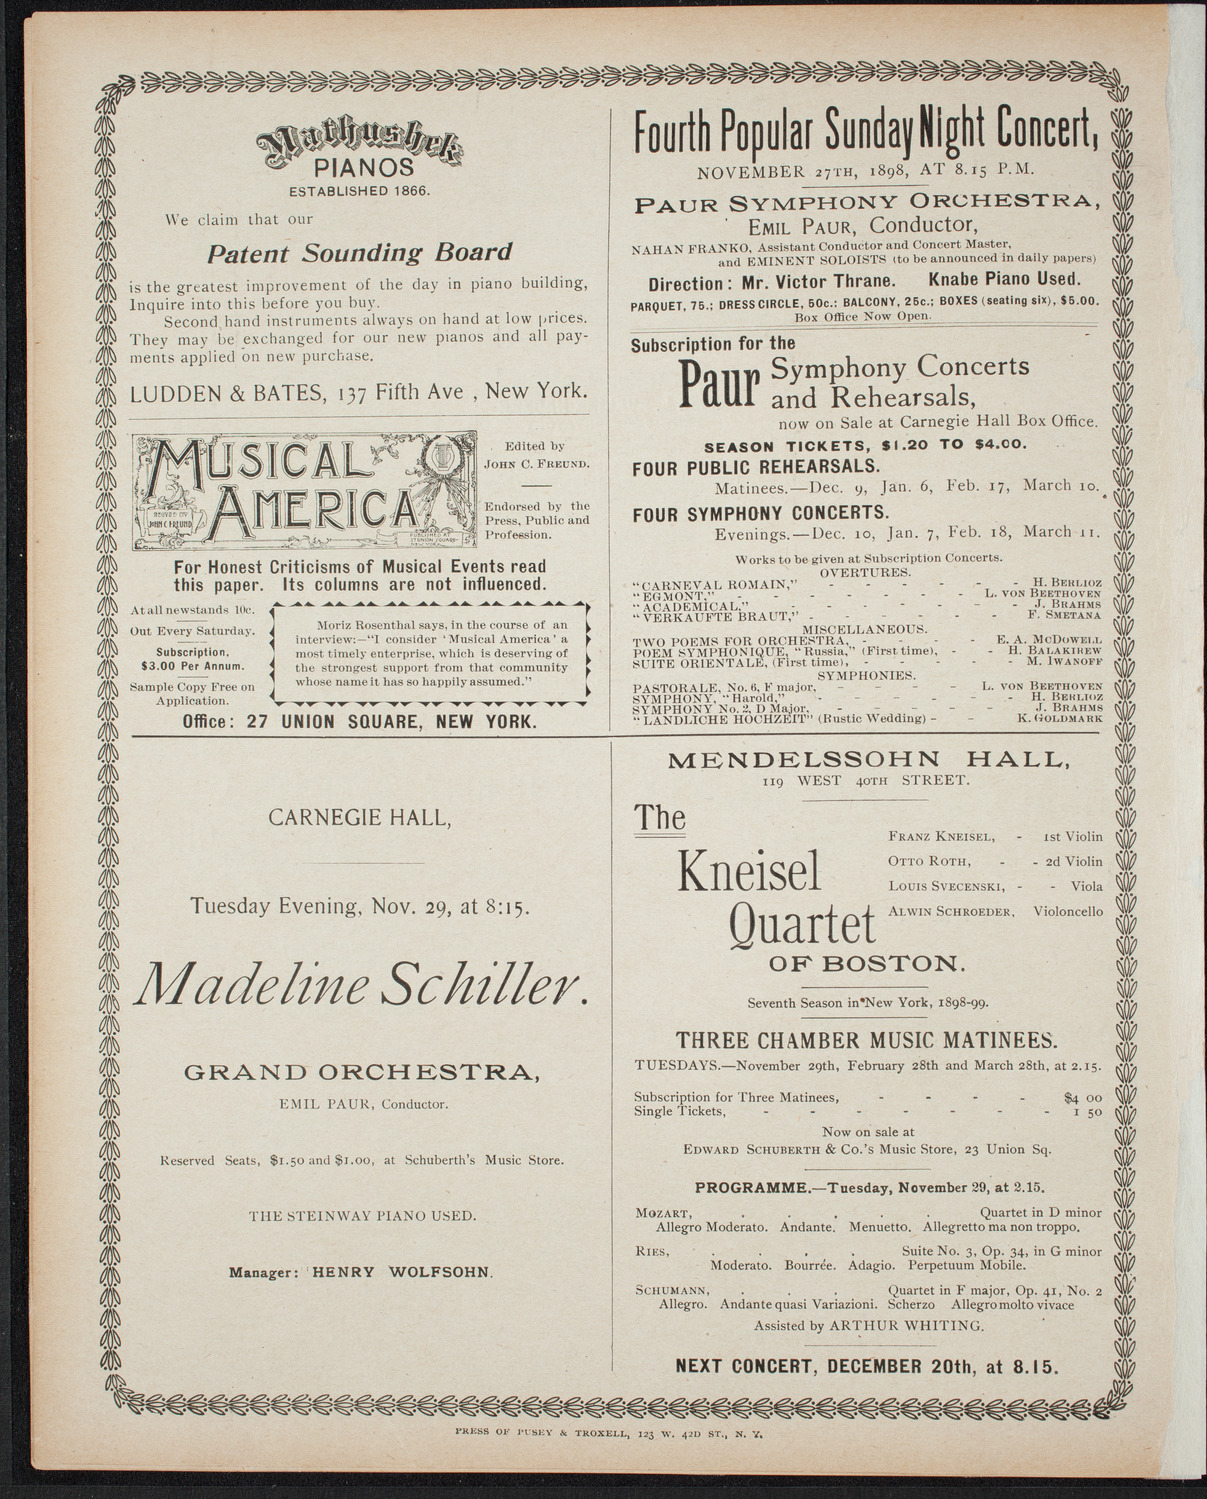 Mathushek
PIANOS
ESTABLISHED 1866.
We claim that our
Patent Sounding Board
is the greatest improvement of the day in piano building,
Inquire into this before you buy.
Second hand instruments always on hand at low prices.
They may be exchanged for our new pianos and all pay-
ments applied on new purchase.
LUDDEN & BATES, 137 Fifth Ave , New York.
MUSICAL
AMERICA
EDITED BY
JOHN C FREUND
PUBLISHED AT
Edited by
JOHN C. FREUND.
Endorsed by the
Press, Public and
Profession.
For Honest Criticisms of Musical Events read
this paper. Its columns are not influenced.
At all newstands 10c.
Out Every Saturday.
Subscription,
$3.00 Per Annum.
Sample Copy Free on
Application.
Moriz Rosenthal says, in the course of an
interview:—“I consider ‘Musical America’ a
most timely enterprise, which is deserving of
the strongest support from that community
whose name it has so happily assumed.”
Office: 27 UNION SQUARE, NEW YORK.
Fourth Popular Sunday Night Concert,
NOVEMBER 27TH, 1898, AT 8.15 P.M.
PAUR SYMPHONY ORCHESTRA,
EMIL PAUR, Conductor,
NAHAN FRANKO, Assistant Conductor and Concert Master,
and EMINENT SOLOISTS (to be announced in daily papers)
Direction: Mr. Victor Thrane. Knabe Piano Used.
PARQUET, 75.; DRESS CIRCLE, 50c.; BALCONY, 25c.; BOXES (seating six), $5.00.
Box Office Now Open.
Subscription for the
Paur Symphony Concerts
and Rehearsals,
now on Sale at Carnegie Hall Box Office.
SEASON TICKETS, $1.20 TO $4.00.
FOUR PUBLIC REHEARSALS.
Matinees.—Dec. 9, Jan. 6, Feb. 17, March 10.
FOUR SYMPHONY CONCERTS.
Evenings.—Dec. 10, Jan. 7, Feb. 18, March 11.
Works to be given at Subscription Concerts.
OVERTURES.
“CARNEVAL ROMAIN,” - - - - - H. BERLIOZ
“EGMONT,” - - - - - - L. VON BEETHOVEN
“ACADEMICAL,” - - - - - - J. BRAHMS
“VERKAUFTE BRAUT,” - - - - - - F. SMETANA
MISCELLANEOUS.
TWO POEMS FOR ORCHESTRA, - - - - E. A. MCDOWELL
POEM SYMPHONIQUE, “Russia,” (First time), - - H. BALAKIREW
SUITE ORIENTALE, (First time), - - - - - M. IWANOFF
SYMPHONIES.
PASTORALE, No. 6, F major, - - - - L. VON BEETHOVEN
SYMPHONY, “Harold,” - - - - - - H. BERLIOZ
SYMPHONY No. 2, D Major, - - - - - J. BRAHMS
“LANDLICHE HOCHZEIT” (Rustic Wedding) - - K. GOLDMARK
CARNEGIE HALL,
Tuesday Evening, Nov. 29, at 8:15.
Madeline Schiller.
GRAND ORCHESTRA,
EMIL PAUR, Conductor.
Reserved Seats, $1.50 and $1.00, at Schuberth's Music Store.
THE STEINWAY PIANO USED.
Manager: HENRY WOLFSOHN.
MENDELSSOHN HALL,
119 WEST 40TH STREET.
The
Kneisel
Quartet
OF BOSTON.
FRANZ KNEISEL, - 1st Violin
OTTO ROTH, - - 2d Violin
LOUIS SVECENSKI, - - Viola
ALWIN SCHROEDER, Violoncello
Seventh Season in New York, 1898-99.
THREE CHAMBER MUSIC MATINEES.
TUESDAYS.—November 29th, February 28th and March 28th, at 2.15.
Subscription for Three Matinees, - - - - $4 00
Single Tickets, - - - - - - - 1 50
Now on sale at
EDWARD SCHUBERTH & CO.'S Music Store, 23 Union Sq.
PROGRAMME.—Tuesday, November 29, at 2.15.
MOZART, . . . . . Quartet in D minor
Allegro Moderato. Andante. Menuetto. Allegretto ma non troppo.
RIES, . . . . Suite No. 3, Op. 34, in G minor
Moderato. Bourrée. Adagio. Perpetuum Mobile.
SCHUMANN, . . . Quartet in F major, Op. 41, No. 2
Allegro. Andante quasi Variazioni. Scherzo Allegro molto vivace
Assisted by ARTHUR WHITING.
NEXT CONCERT, DECEMBER 20th, at 8.15.
PRESS OF PUSEY & TROXELL, 123 W. 42D ST., N. Y.